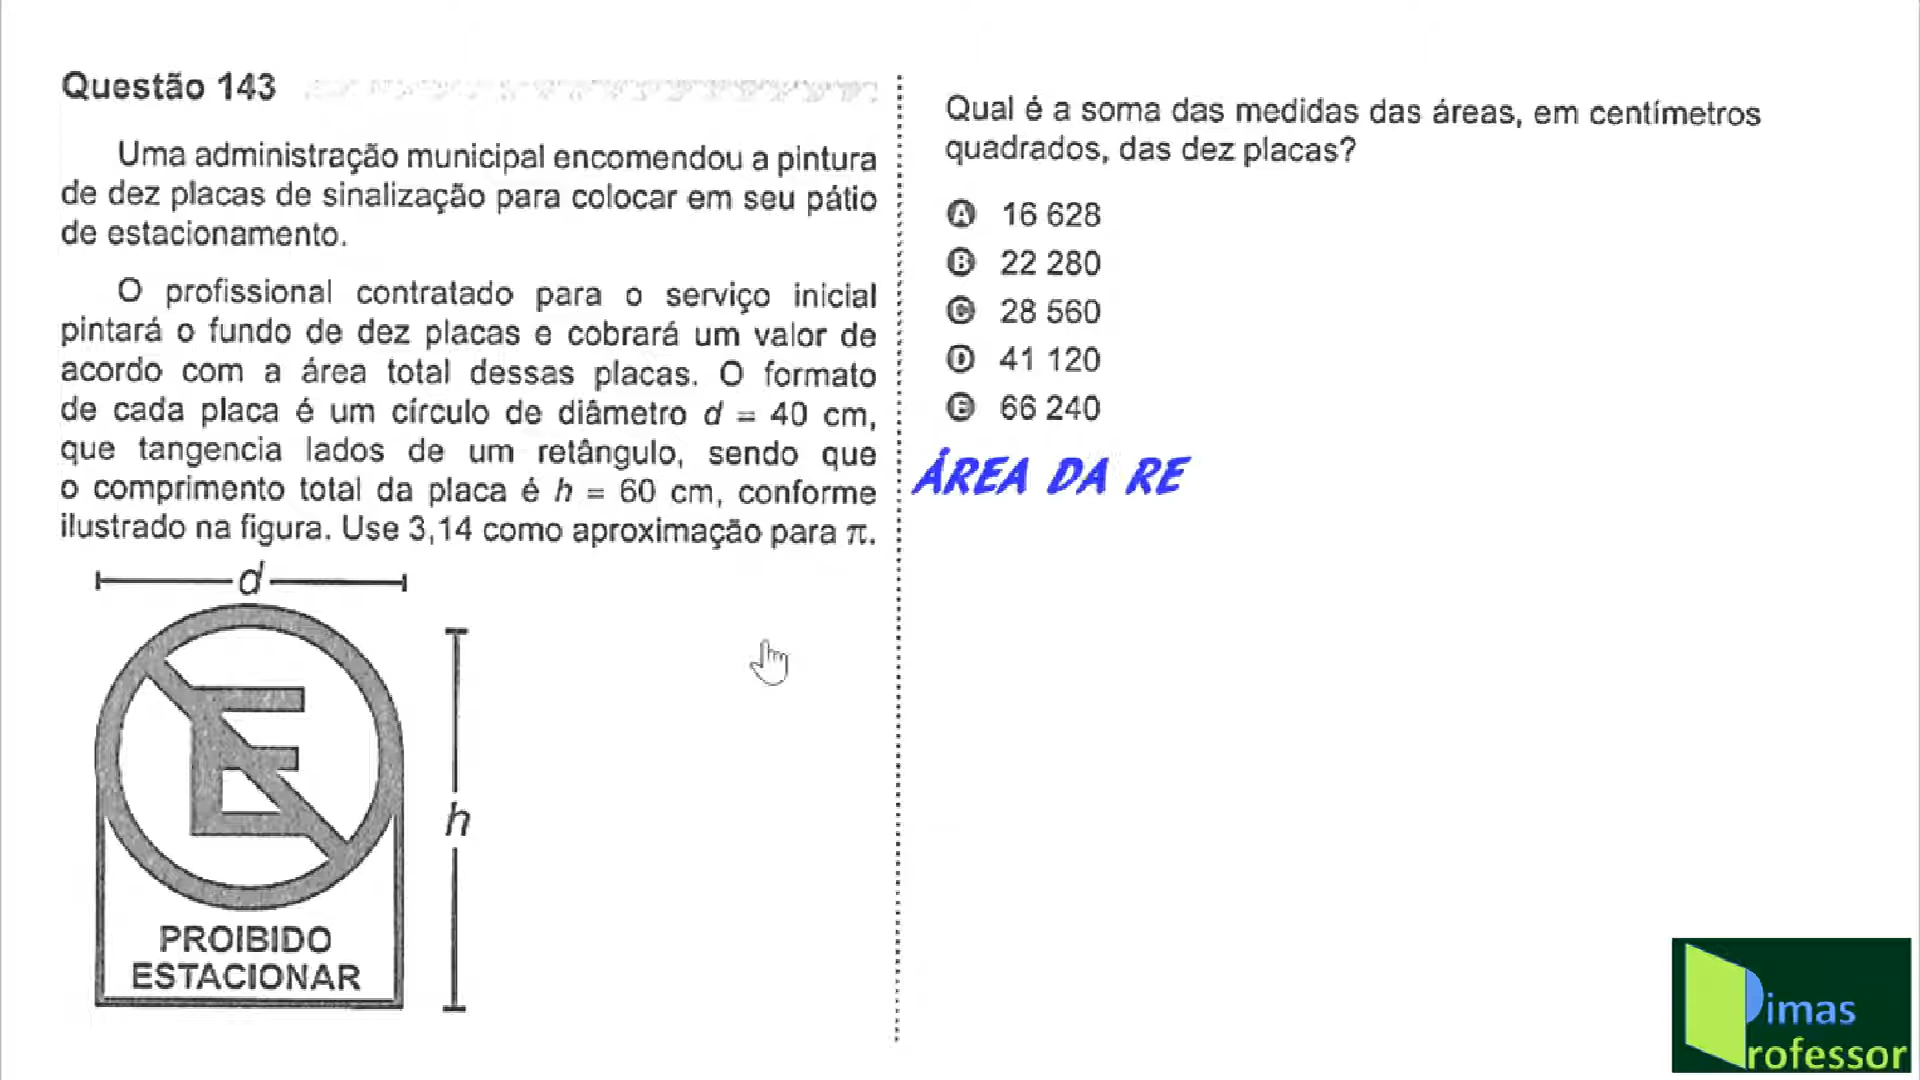 Questão 143
Uma administração municipal encomendou a pintura
de dez placas de sinalização para colocar em seu pátio
de estacionamento.
O profissional contratado para o serviço inicial
pintará o fundo de dez placas e cobrará um valor de
acordo com a área total dessas placas. O formato
de cada placa é um círculo de diâmetro d = 40 cm,
que tangencia lados de um retângulo, sendo que
o comprimento total da placa é h = 60 cm, conforme
ilustrado na figura. Use 3,14 como aproximação para π.
d
E
h
PROIBIDO
ESTACIONAR
Qual é a soma das medidas das áreas, em centímetros
quadrados, das dez placas?
A 16 628
B 22 280
C 28 560
D 41 120
E 66 240
ÁREA DA RE
Dimas
Professor